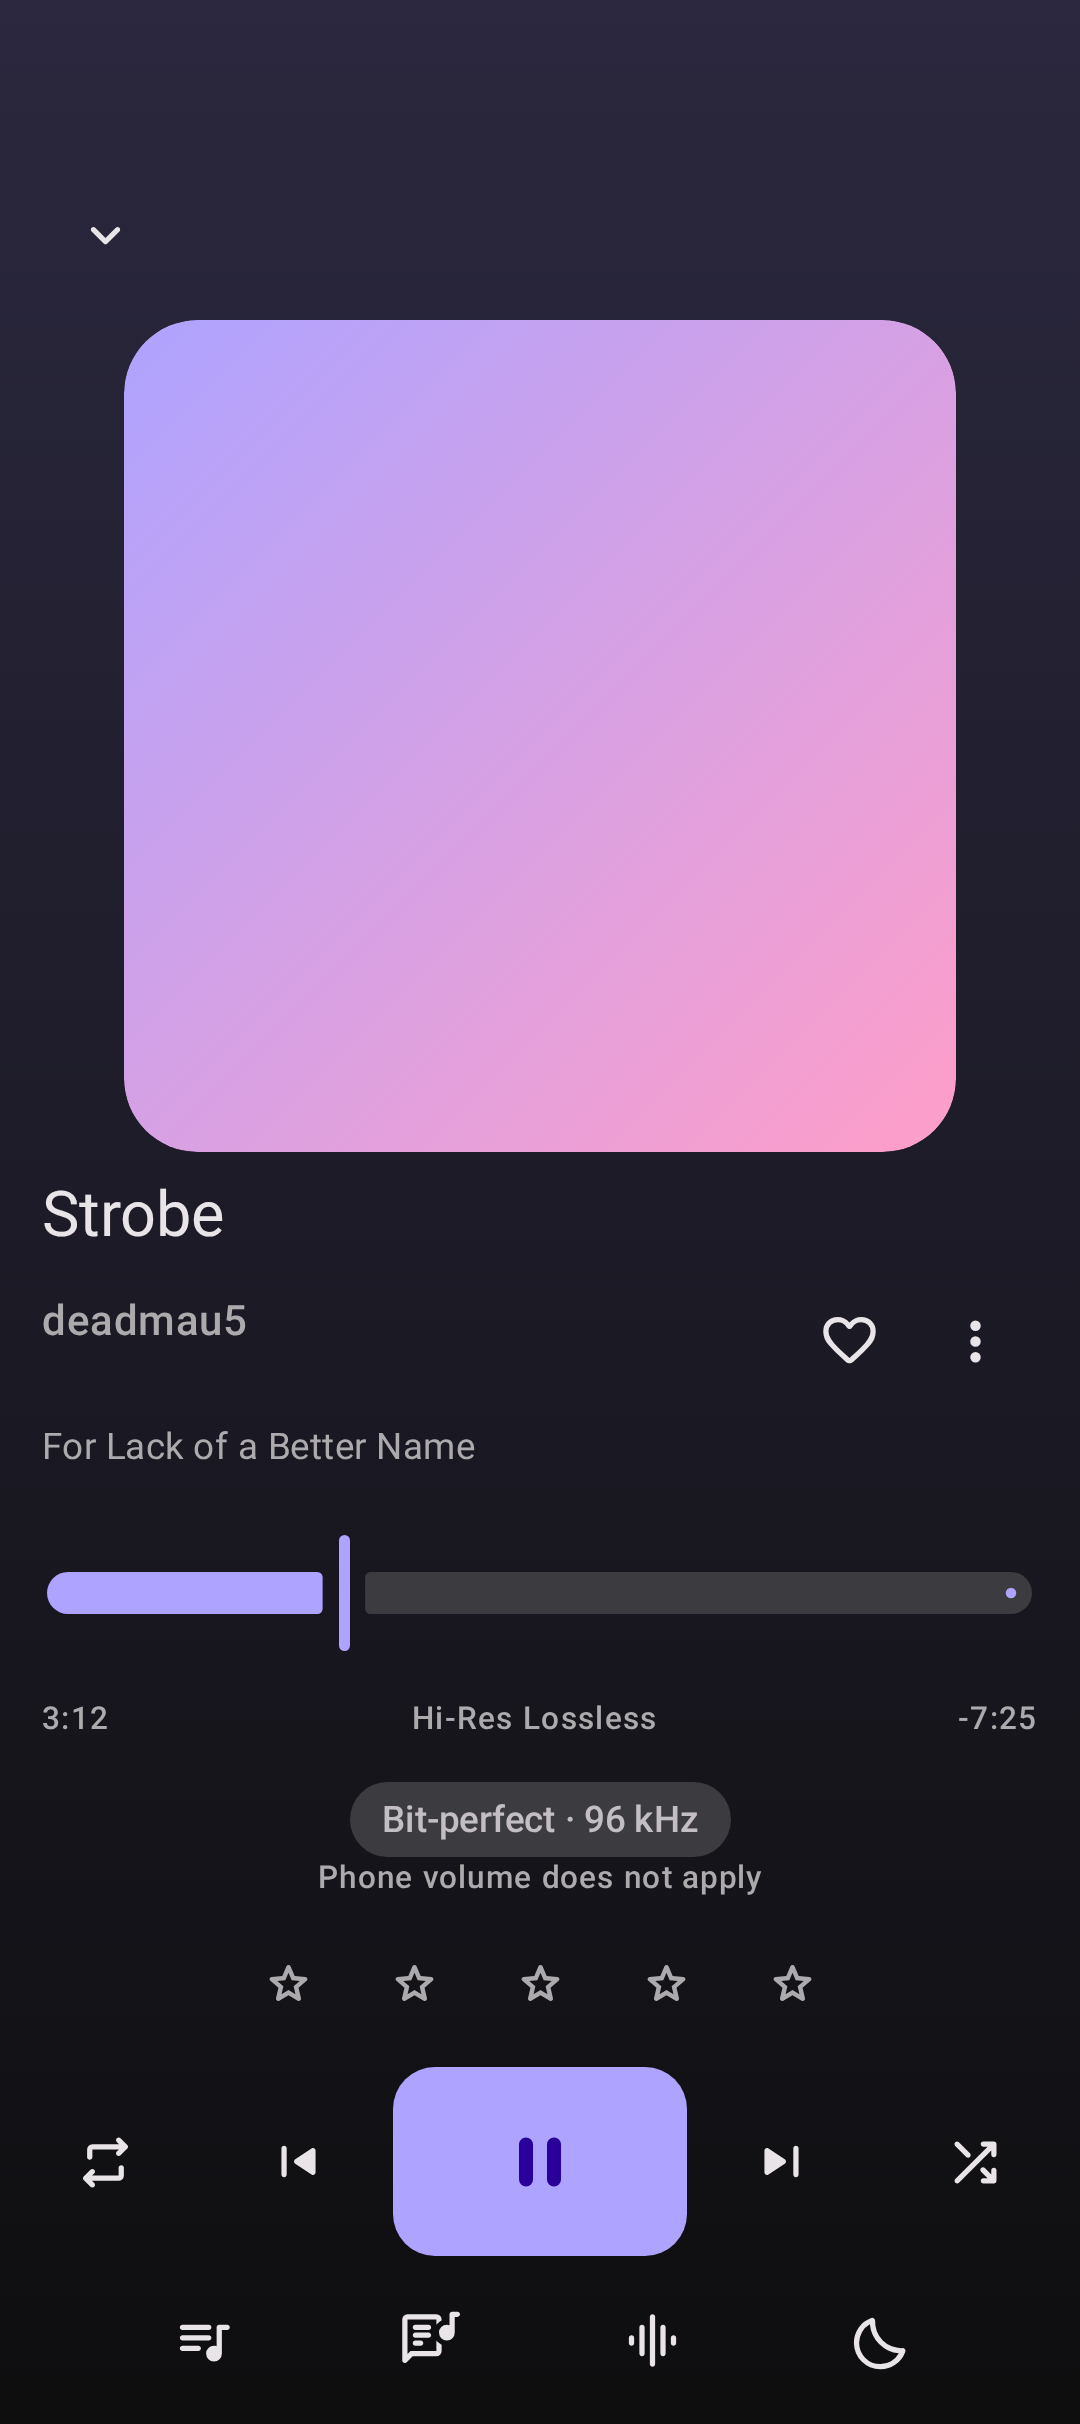 Strobe
deadmau5
For Lack of a Better Name
3:12 Hi-Res Lossless -7:25
Bit-perfect · 96 kHz
Phone volume does not apply